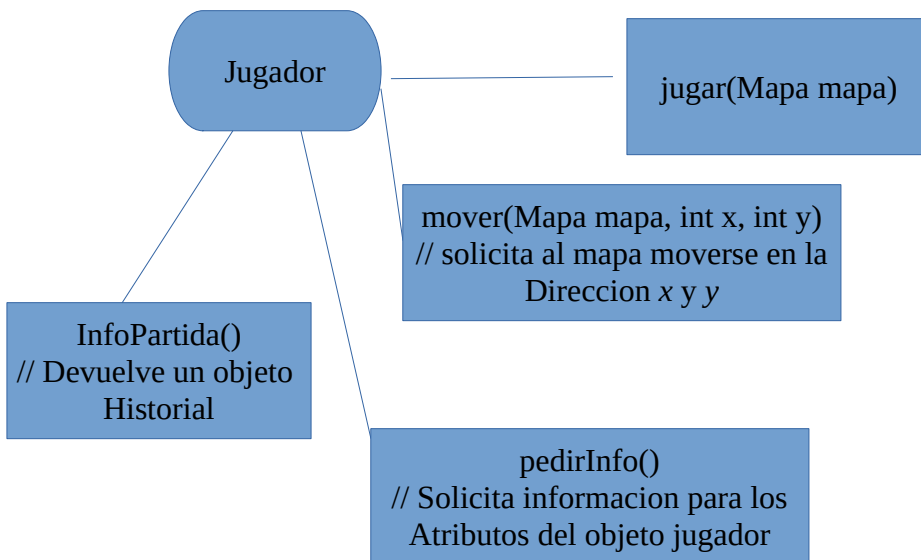 Jugador
jugar(Mapa mapa)
mover(Mapa mapa, int x, int y)
// solicita al mapa moverse en la
Direccion x y y
InfoPartida()
// Devuelve un objeto
Historial
pedirInfo()
// Solicita informacion para los
Atributos del objeto jugador